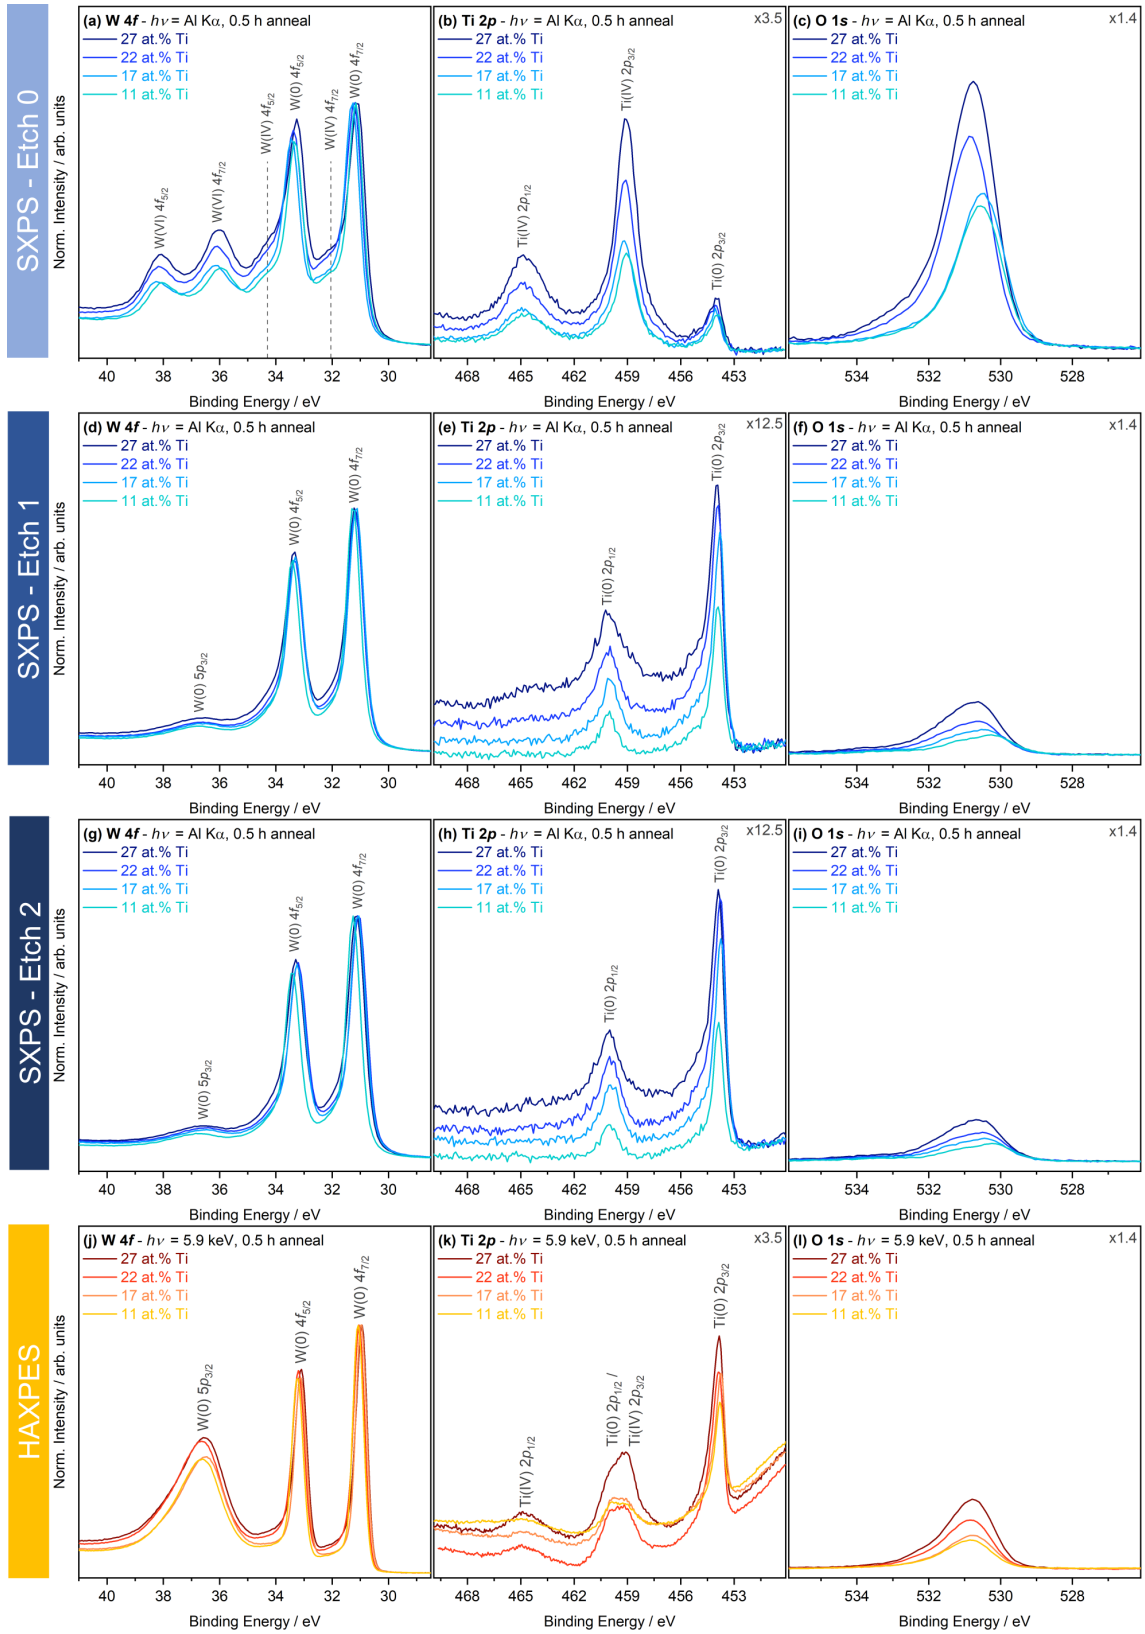 SXPS - Etch 0
(a) W 4f - hν = Al Kα, 0.5 h anneal
27 at.% Ti
22 at.% Ti
17 at.% Ti
11 at.% Ti
W(VI) 4f5/2
W(VI) 4f7/2
W(IV) 4f5/2
W(0) 4f5/2
W(IV) 4f7/2
W(0) 4f7/2
Norm. Intensity / arb. units
40 38 36 34 32 30
Binding Energy / eV
(b) Ti 2p - hν = Al Kα, 0.5 h anneal
x3.5
27 at.% Ti
22 at.% Ti
17 at.% Ti
11 at.% Ti
Ti(IV) 2p1/2
Ti(IV) 2p3/2
Ti(0) 2p3/2
468 465 462 459 456 453
Binding Energy / eV
(c) O 1s - hν = Al Kα, 0.5 h anneal
x1.4
27 at.% Ti
22 at.% Ti
17 at.% Ti
11 at.% Ti
534 532 530 528
Binding Energy / eV
SXPS - Etch 1
(d) W 4f - hν = Al Kα, 0.5 h anneal
27 at.% Ti
22 at.% Ti
17 at.% Ti
11 at.% Ti
W(0) 5p3/2
W(0) 4f5/2
W(0) 4f7/2
Norm. Intensity / arb. units
40 38 36 34 32 30
Binding Energy / eV
(e) Ti 2p - hν = Al Kα, 0.5 h anneal
x12.5
27 at.% Ti
22 at.% Ti
17 at.% Ti
11 at.% Ti
Ti(0) 2p1/2
Ti(0) 2p3/2
468 465 462 459 456 453
Binding Energy / eV
(f) O 1s - hν = Al Kα, 0.5 h anneal
x1.4
27 at.% Ti
22 at.% Ti
17 at.% Ti
11 at.% Ti
534 532 530 528
Binding Energy / eV
SXPS - Etch 2
(g) W 4f - hν = Al Kα, 0.5 h anneal
27 at.% Ti
22 at.% Ti
17 at.% Ti
11 at.% Ti
W(0) 5p3/2
W(0) 4f5/2
W(0) 4f7/2
Norm. Intensity / arb. units
40 38 36 34 32 30
Binding Energy / eV
(h) Ti 2p - hν = Al Kα, 0.5 h anneal
x12.5
27 at.% Ti
22 at.% Ti
17 at.% Ti
11 at.% Ti
Ti(0) 2p1/2
Ti(0) 2p3/2
468 465 462 459 456 453
Binding Energy / eV
(i) O 1s - hν = Al Kα, 0.5 h anneal
x1.4
27 at.% Ti
22 at.% Ti
17 at.% Ti
11 at.% Ti
534 532 530 528
Binding Energy / eV
HAXPES
(j) W 4f - hν = 5.9 keV, 0.5 h anneal
27 at.% Ti
22 at.% Ti
17 at.% Ti
11 at.% Ti
W(0) 5p3/2
W(0) 4f5/2
W(0) 4f7/2
Norm. Intensity / arb. units
40 38 36 34 32 30
Binding Energy / eV
(k) Ti 2p - hν = 5.9 keV, 0.5 h anneal
x3.5
27 at.% Ti
22 at.% Ti
17 at.% Ti
11 at.% Ti
Ti(IV) 2p1/2
Ti(0) 2p1/2 /
Ti(IV) 2p3/2
Ti(0) 2p3/2
468 465 462 459 456 453
Binding Energy / eV
(l) O 1s - hν = 5.9 keV, 0.5 h anneal
x1.4
27 at.% Ti
22 at.% Ti
17 at.% Ti
11 at.% Ti
534 532 530 528
Binding Energy / eV